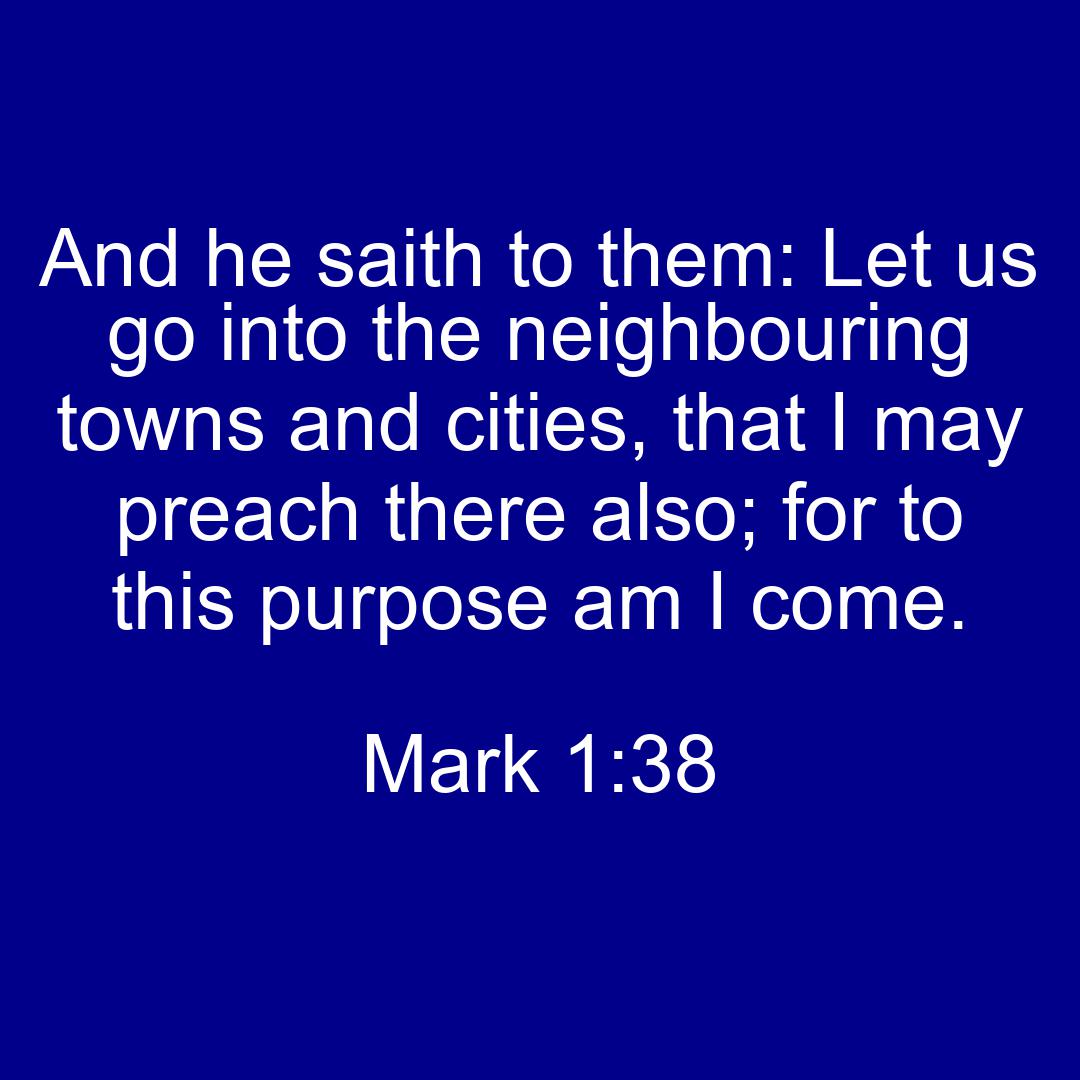 And he saith to them: Let us
go into the neighbouring
towns and cities, that I may
preach there also; for to
this purpose am I come.
Mark 1:38